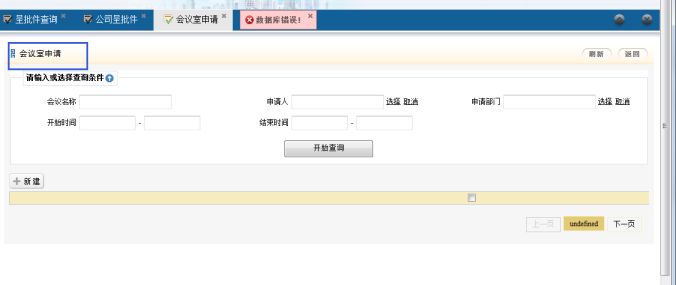 呈批件查询 × 公司呈批件 × 会议室申请 × 数据库错误! ×
会议室申请 刷新 返回
请输入或选择查询条件
会议名称 申请人 选择 取消 申请部门 选择 取消
开始时间 - 结束时间 -
开始查询
新建
上一页 undefined 下一页